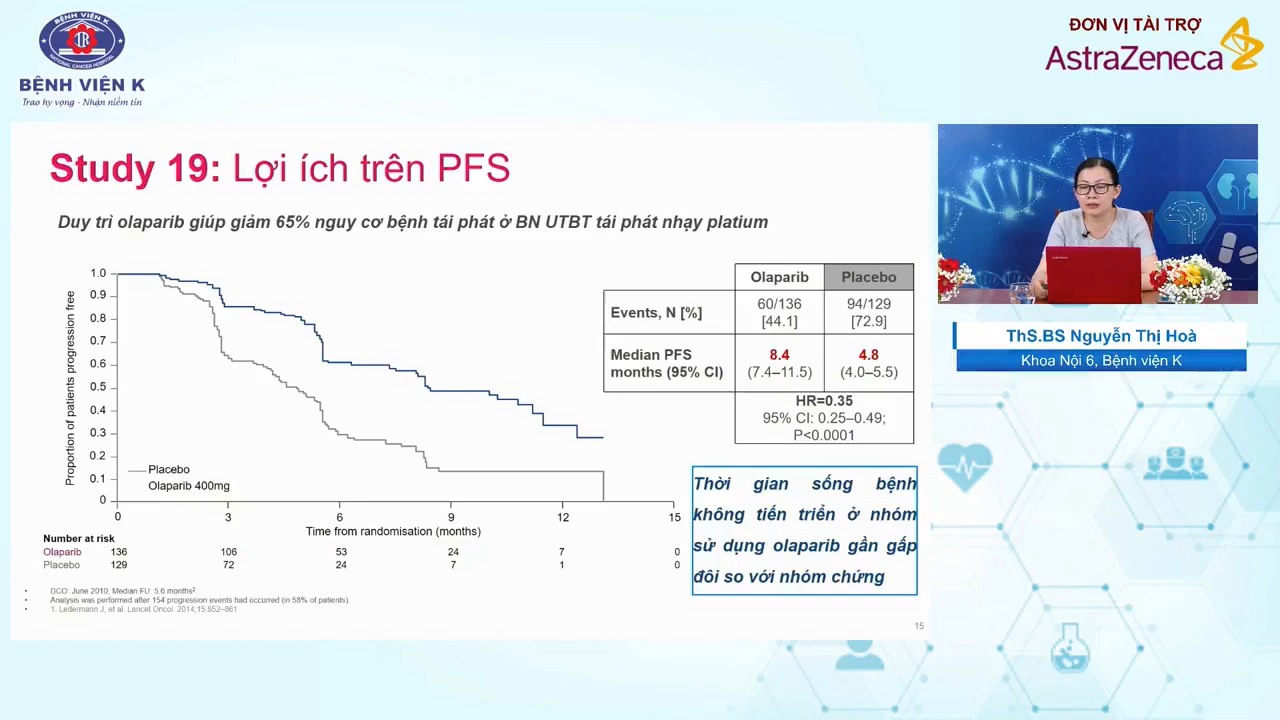 BỆNH VIỆN K
Trao hy vọng - Nhận niềm tin
NATIONAL CANCER HOSPITAL
ĐƠN VỊ TÀI TRỢ
AstraZeneca
Study 19: Lợi ích trên PFS
Duy trì olaparib giúp giảm 65% nguy cơ bệnh tái phát ở BN UTBT tái phát nhạy platium
Proportion of patients progression free
1.0
0.9
0.8
0.7
0.6
0.5
0.4
0.3
0.2
0.1
0
Placebo
Olaparib 400mg
0 3 6 9 12 15
Time from randomisation (months)
Number at risk
Olaparib 136 106 53 24 7 0
Placebo 129 72 24 7 1 0
Olaparib Placebo
Events, N [%] 60/136 [44.1] 94/129 [72.9]
Median PFS months (95% CI) 8.4 (7.4–11.5) 4.8 (4.0–5.5)
HR=0.35
95% CI: 0.25–0.49;
P<0.0001
Thời gian sống bệnh
không tiến triển ở nhóm
sử dụng olaparib gần gấp
đôi so với nhóm chứng
DCO: June 2010; Median FU: 5.6 months²
Analysis was performed after 154 progression events had occurred (in 58% of patients).
1. Ledermann J, et al. Lancet Oncol. 2014;15:852–861
15
Lenovo
ThS.BS Nguyễn Thị Hoà
Khoa Nội 6, Bệnh viện K